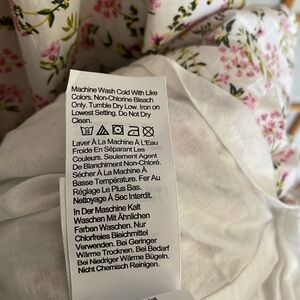 Machine Wash Cold With Like
Colors. Non-Chlorine Bleach
Only. Tumble Dry Low. Iron on
Lowest Setting. Do Not Dry
Clean.
Laver À La Machine À L'Eau
Froide En Séparant Les
Couleurs. Seulement Agent
De Blanchiment Non-Chloré.
Sécher À La Machine À
Basse Température. Fer Au
Réglage Le Plus Bas.
Nettoyage À Sec Interdit.
In Der Maschine Kalt
Waschen Mit Ähnlichen
Farben Waschen. Nur
Chlorfreies Bleichmittel
Verwenden. Bei Geringer
Wärme Trocknen. Bei Bedarf
Bei Niedriger Wärme Bügeln.
Nicht Chemisch Reinigen.